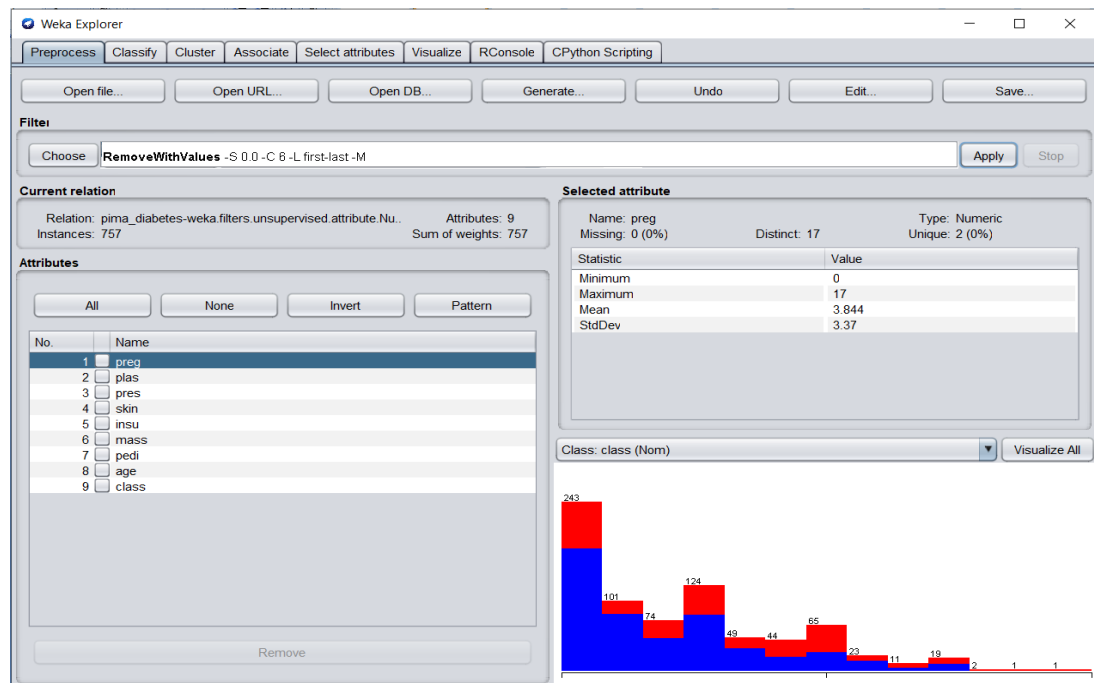 Weka Explorer
Preprocess Classify Cluster Associate Select attributes Visualize RConsole CPython Scripting
Open file... Open URL... Open DB... Generate... Undo Edit... Save...
Filter
Choose RemoveWithValues -S 0.0 -C 6 -L first-last -M Apply Stop
Current relation
Relation: pima_diabetes-weka.filters.unsupervised.attribute.Nu.. Attributes: 9
Instances: 757 Sum of weights: 757
Attributes
All None Invert Pattern
No. Name
1 preg
2 plas
3 pres
4 skin
5 insu
6 mass
7 pedi
8 age
9 class
Remove
Selected attribute
Name: preg Type: Numeric
Missing: 0 (0%) Distinct: 17 Unique: 2 (0%)
Statistic Value
Minimum 0
Maximum 17
Mean 3.844
StdDev 3.37
Class: class (Nom) Visualize All
243
101
74
124
49
44
65
23
11
19
2
1
1